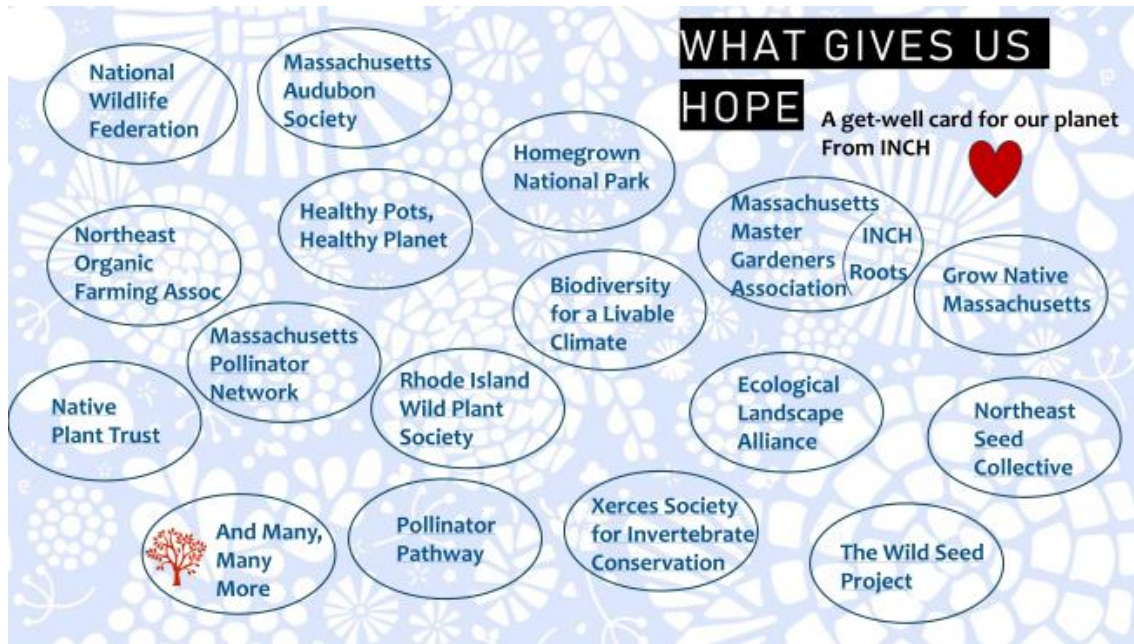 WHAT GIVES US
HOPE
A get-well card for our planet
From INCH
National
Wildlife
Federation
Massachusetts
Audubon
Society
Homegrown
National Park
Healthy Pots,
Healthy Planet
Massachusetts
Master
Gardeners
Association
INCH
Roots
Northeast
Organic
Farming Assoc
Grow Native
Massachusetts
Biodiversity
for a Livable
Climate
Massachusetts
Pollinator
Network
Rhode Island
Wild Plant
Society
Ecological
Landscape
Alliance
Native
Plant Trust
Northeast
Seed
Collective
And Many,
Many
More
Pollinator
Pathway
Xerces Society
for Invertebrate
Conservation
The Wild Seed
Project